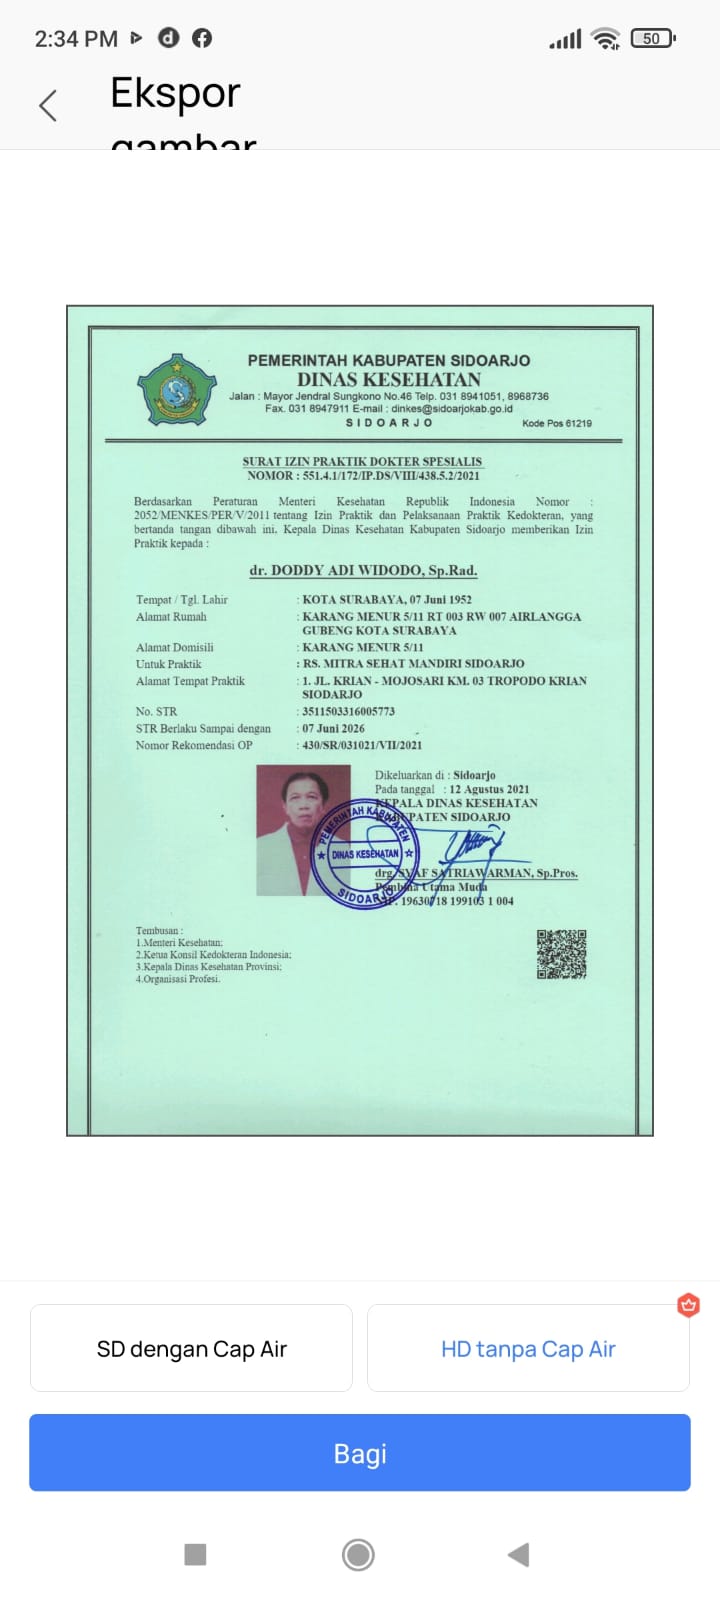 2:34 PM
50
Ekspor
gambar
PEMERINTAH KABUPATEN SIDOARJO
DINAS KESEHATAN
Jalan : Mayor Jendral Sungkono No.46 Telp. 031 8941051, 8968736
Fax. 031 8947911 E-mail : dinkes@sidoarjokab.go.id
S I D O A R J O
Kode Pos 61219
SURAT IZIN PRAKTIK DOKTER SPESIALIS
NOMOR : 551.4.1/172/IP.DS/VIII/438.5.2/2021
Berdasarkan Peraturan Menteri Kesehatan Republik Indonesia Nomor :
2052/MENKES/PER/V/2011 tentang Izin Praktik dan Pelaksanaan Praktik Kedokteran, yang
bertanda tangan dibawah ini, Kepala Dinas Kesehatan Kabupaten Sidoarjo memberikan Izin
Praktik kepada :
dr. DODDY ADI WIDODO, Sp.Rad.
Tempat / Tgl. Lahir : KOTA SURABAYA, 07 Juni 1952
Alamat Rumah : KARANG MENUR 5/11 RT 003 RW 007 AIRLANGGA
GUBENG KOTA SURABAYA
Alamat Domisili : KARANG MENUR 5/11
Untuk Praktik : RS. MITRA SEHAT MANDIRI SIDOARJO
Alamat Tempat Praktik : 1. JL. KRIAN - MOJOSARI KM. 03 TROPODO KRIAN
SIODARJO
No. STR : 3511503316005773
STR Berlaku Sampai dengan : 07 Juni 2026
Nomor Rekomendasi OP : 430/SR/031021/VII/2021
Dikeluarkan di : Sidoarjo
Pada tanggal : 12 Agustus 2021
KEPALA DINAS KESEHATAN
KABUPATEN SIDOARJO
PEMERINTAH KABUPATEN
DINAS KESEHATAN
SIDOARJO
drg. SYAF SATRIAWARMAN, Sp.Pros.
Pembina Utama Muda
NIP. 19630718 199103 1 004
Tembusan :
1.Menteri Kesehatan;
2.Ketua Konsil Kedokteran Indonesia;
3.Kepala Dinas Kesehatan Provinsi;
4.Organisasi Profesi.
SD dengan Cap Air
HD tanpa Cap Air
Bagi